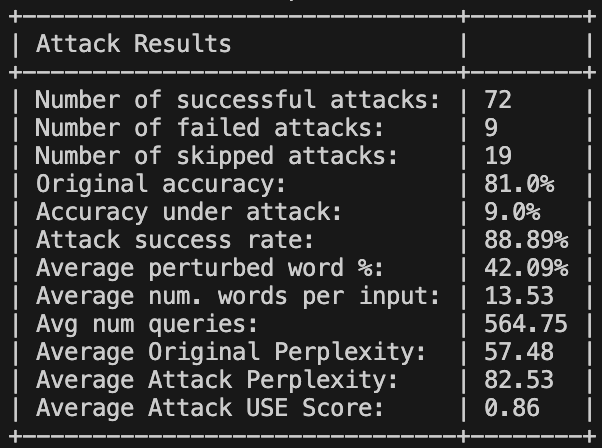 Attack Results
Number of successful attacks: 72
Number of failed attacks: 9
Number of skipped attacks: 19
Original accuracy: 81.0%
Accuracy under attack: 9.0%
Attack success rate: 88.89%
Average perturbed word %: 42.09%
Average num. words per input: 13.53
Avg num queries: 564.75
Average Original Perplexity: 57.48
Average Attack Perplexity: 82.53
Average Attack USE Score: 0.86